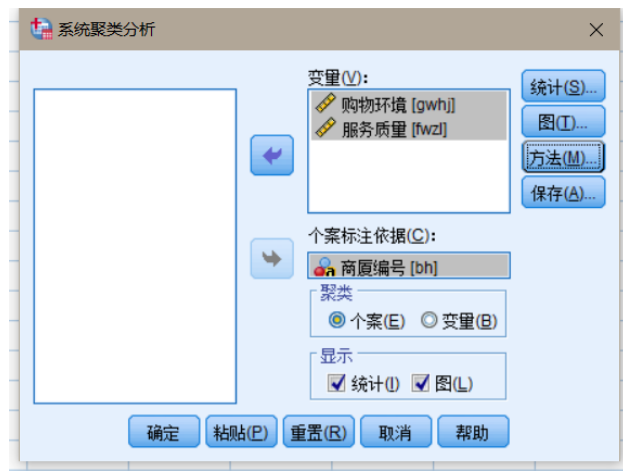 系统聚类分析
变量(V):
购物环境 [gwhj]
服务质量 [fwzl]
统计(S)...
图(T)...
方法(M)...
保存(A)...
个案标注依据(C):
商厦编号 [bh]
聚类
个案(E) 变量(B)
显示
统计(I) 图(L)
确定 粘贴(P) 重置(R) 取消 帮助